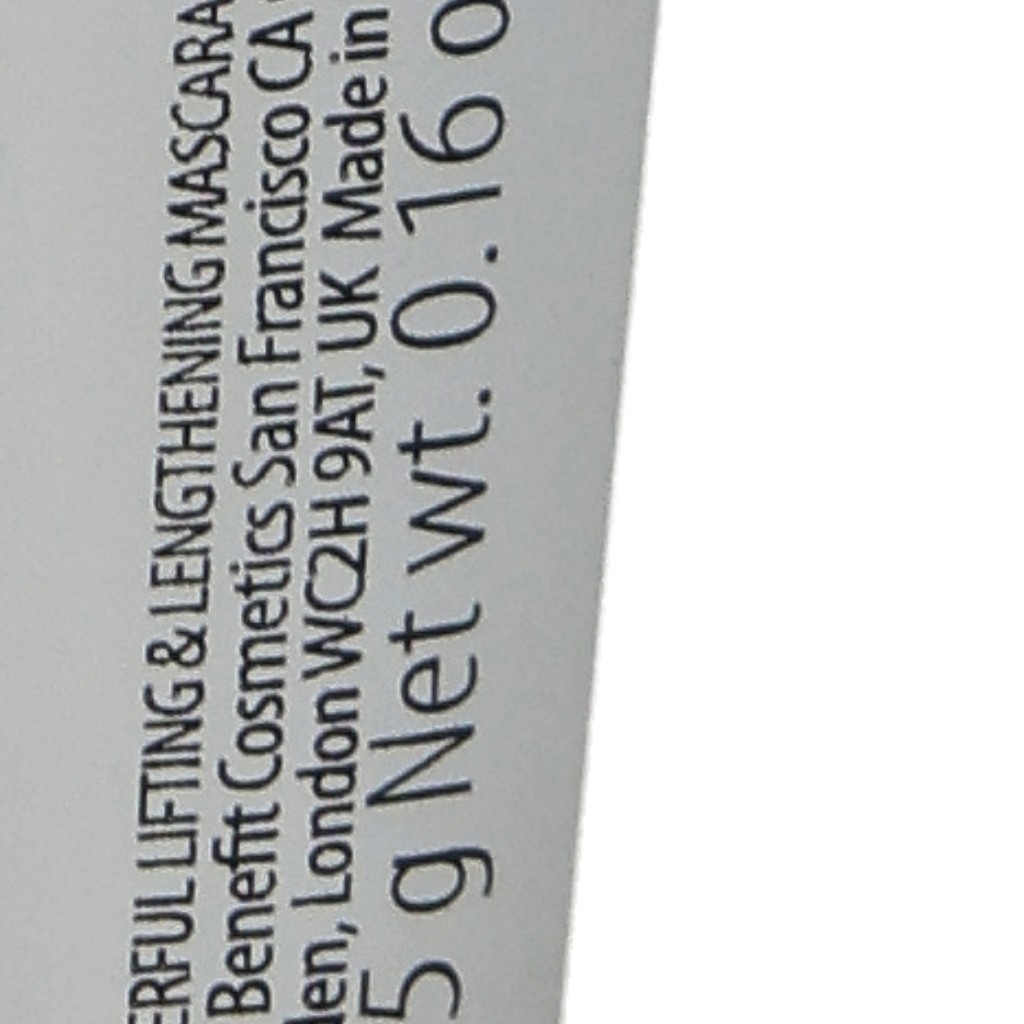 ERFUL LIFTING & LENGTHENING MASCARA
Benefit Cosmetics San Francisco CA
den, London WC2H 9AT, UK Made in
5 g Net wt. 0.16 o